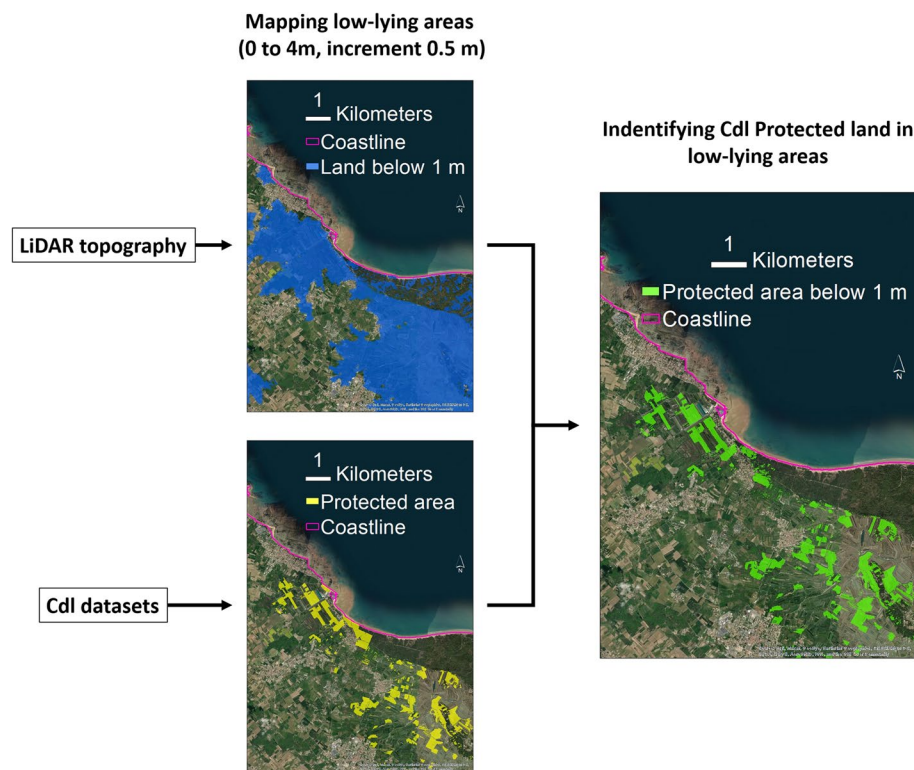 Mapping low-lying areas
(0 to 4m, increment 0.5 m)
1
Kilometers
Coastline
Land below 1 m
N
LiDAR topography
1
Kilometers
Protected area
Coastline
N
Cdl datasets
Indentifying Cdl Protected land in
low-lying areas
1
Kilometers
Protected area below 1 m
Coastline
N